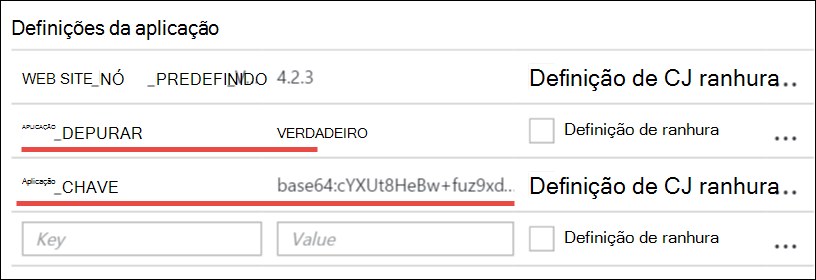 Definições da aplicação
WEB SITE_NÓ _PREDEFINIDO 4.2.3 Definição de CJ ranhura...
APLICAÇÃO_DEPURAR VERDADEIRO Definição de ranhura ...
Aplicação_CHAVE base64:cYXUt8HeBw+fuz9xd... Definição de CJ ranhura...
Key Value Definição de ranhura ...